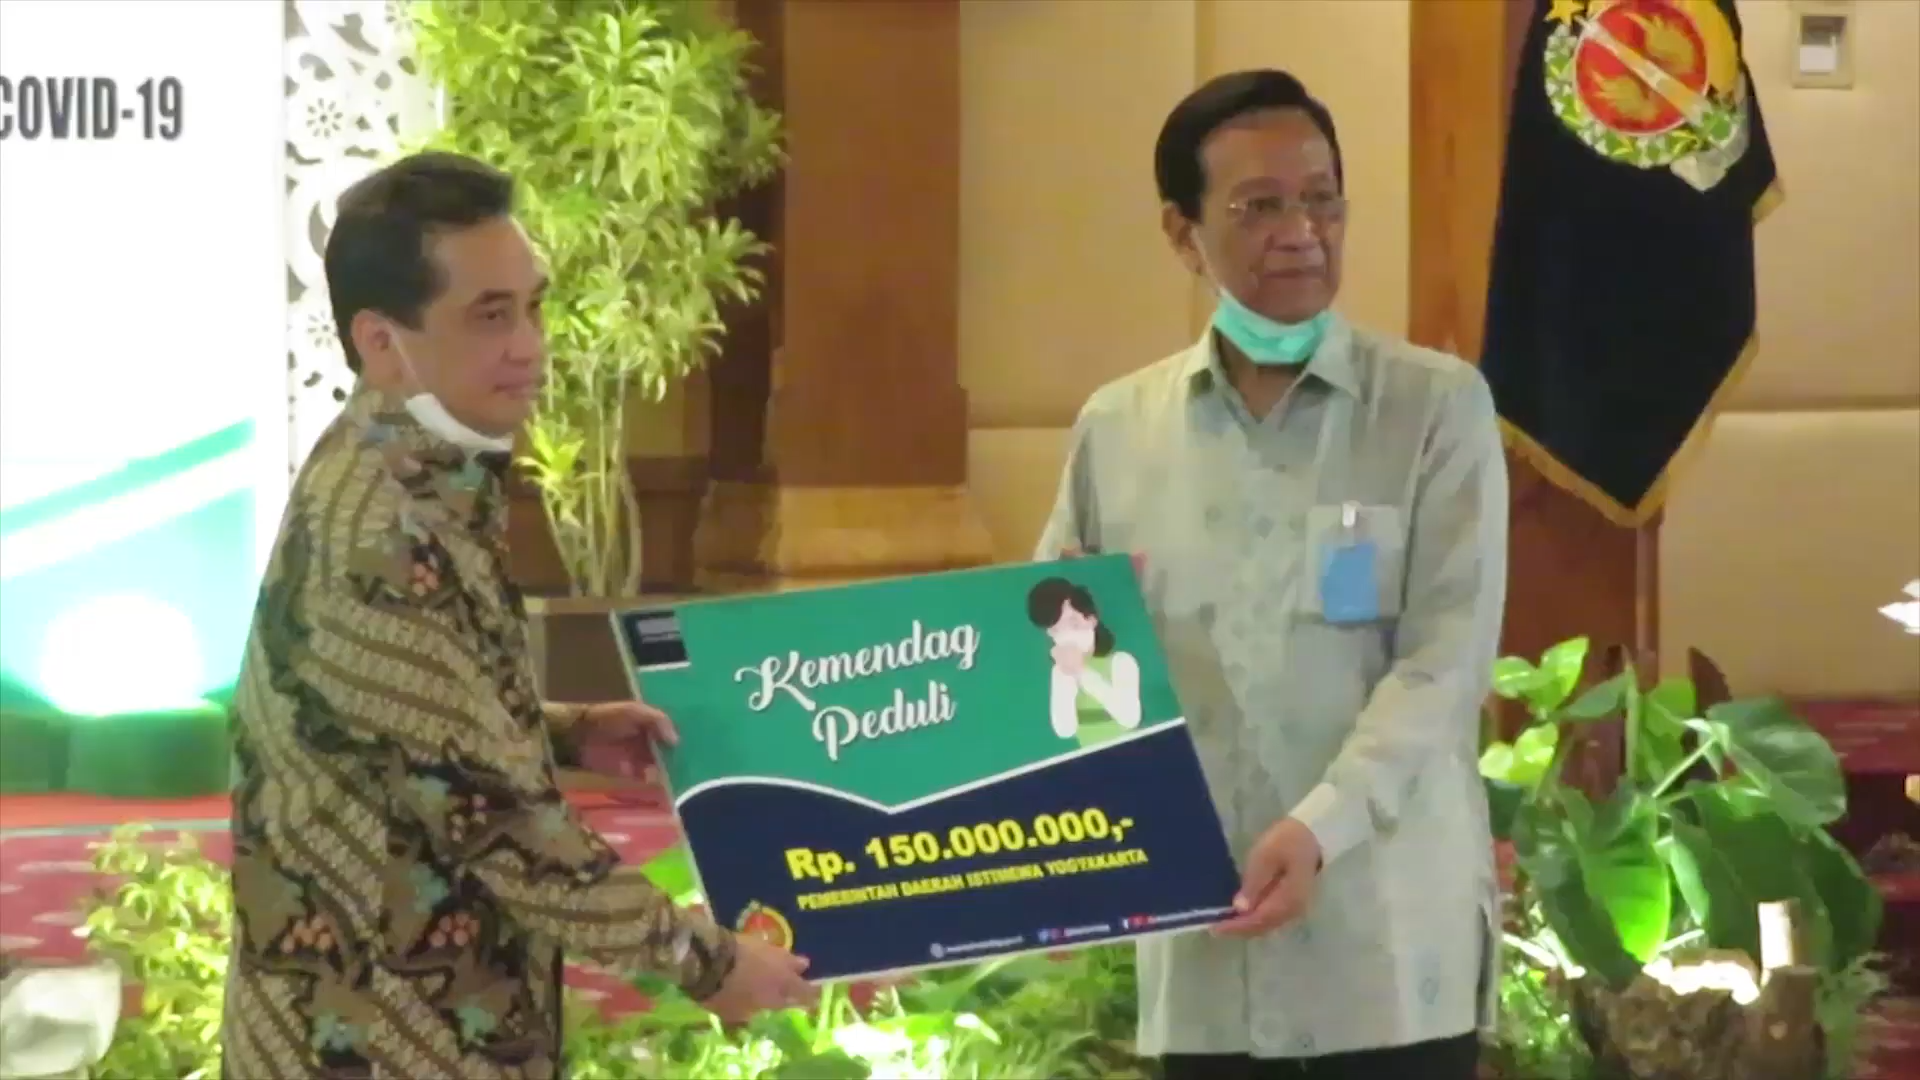 COVID-19
Kemendag
Peduli
Rp. 150.000.000,-
PEMERINTAH DAERAH ISTIMEWA YOGYAKARTA